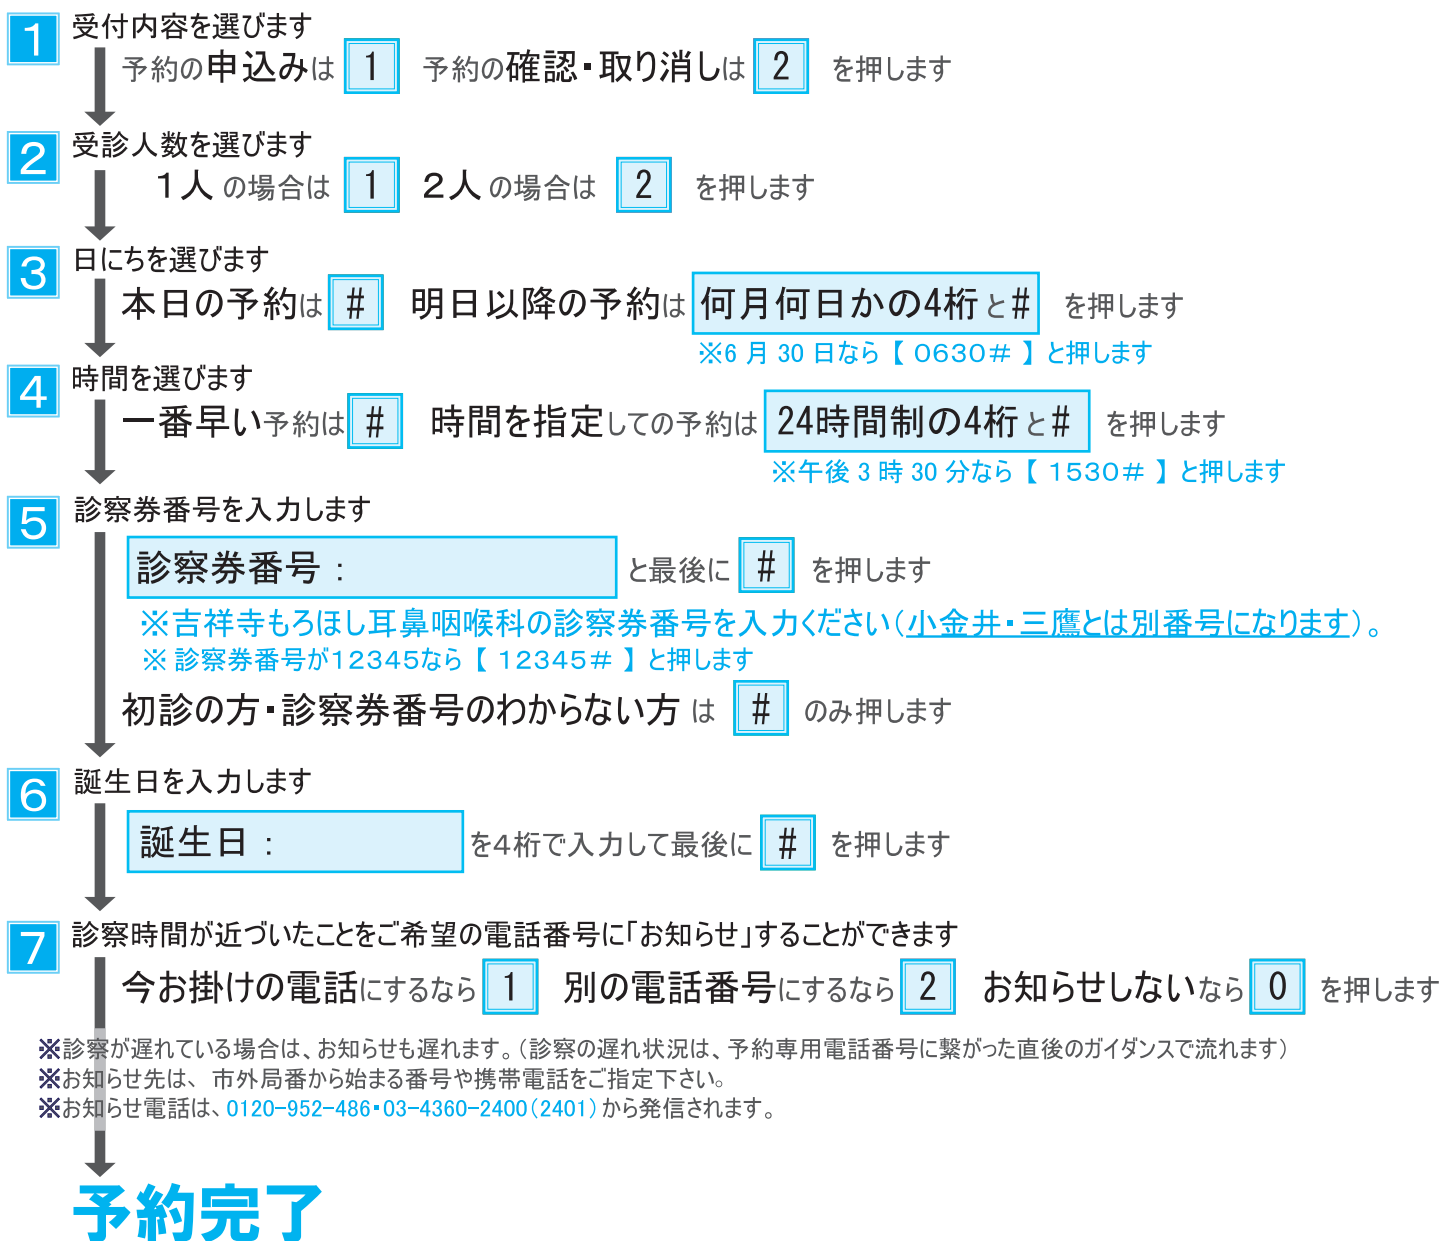 1 受付内容を選びます
予約の申込みは 1 予約の確認・取り消しは 2 を押します
2 受診人数を選びます
1人の場合は 1 2人の場合は 2 を押します
3 日にちを選びます
本日の予約は # 明日以降の予約は 何月何日かの4桁と# を押します
※6月30日なら【 0630# 】と押します
4 時間を選びます
一番早い予約は # 時間を指定しての予約は 24時間制の4桁と# を押します
※午後3時30分なら【 1530# 】と押します
5 診察券番号を入力します
診察券番号： と最後に # を押します
※吉祥寺もろほし耳鼻咽喉科の診察券番号を入力ください（小金井・三鷹とは別番号になります）。
※診察券番号が12345なら【 12345# 】と押します
初診の方・診察券番号のわからない方 は # のみ押します
6 誕生日を入力します
誕生日： を4桁で入力して最後に # を押します
7 診察時間が近づいたことをご希望の電話番号に「お知らせ」することができます
今お掛けの電話にするなら 1 別の電話番号にするなら 2 お知らせしないなら 0 を押します
※診察が遅れている場合は、お知らせも遅れます。（診察の遅れ状況は、予約専用電話番号に繋がった直後のガイダンスで流れます）
※お知らせ先は、市外局番から始まる番号や携帯電話をご指定下さい。
※お知らせ電話は、0120-952-486・03-4360-2400（2401）から発信されます。
予約完了